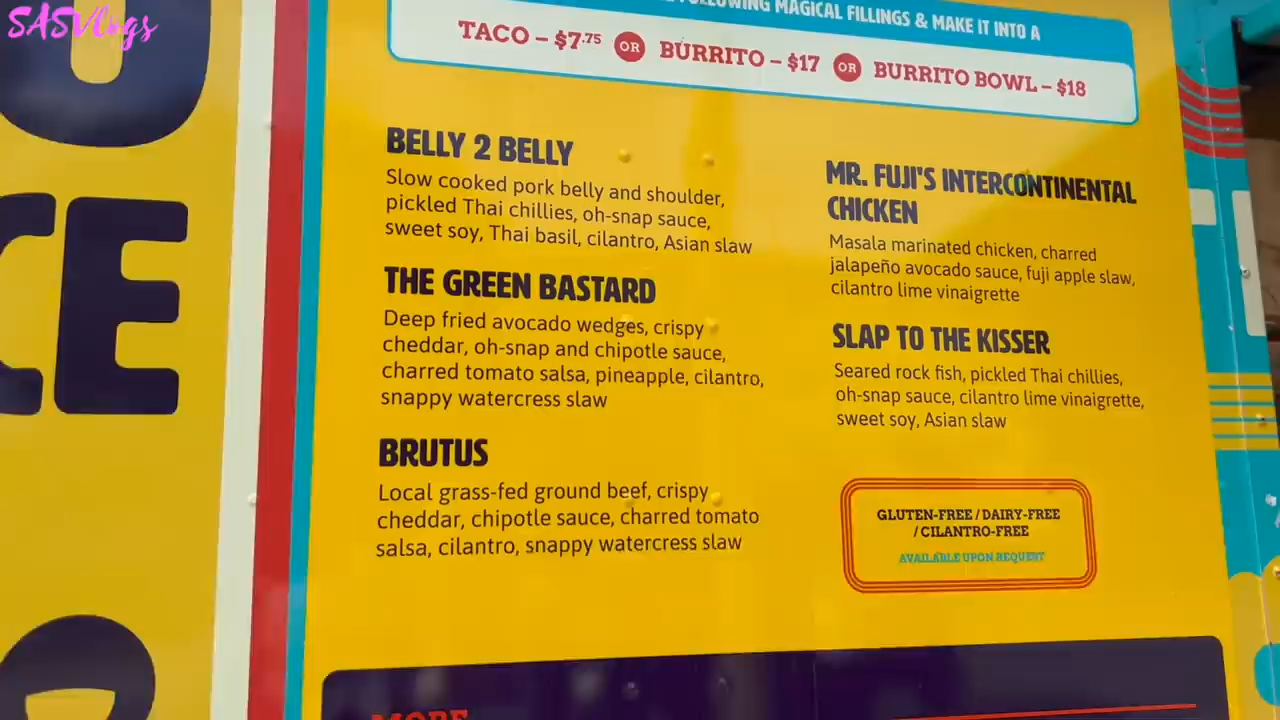 SASVlogs
FOLLOWING MAGICAL FILLINGS & MAKE IT INTO A
TACO – $7.75 OR BURRITO – $17 OR BURRITO BOWL – $18
BELLY 2 BELLY
Slow cooked pork belly and shoulder,
pickled Thai chillies, oh-snap sauce,
sweet soy, Thai basil, cilantro, Asian slaw
THE GREEN BASTARD
Deep fried avocado wedges, crispy
cheddar, oh-snap and chipotle sauce,
charred tomato salsa, pineapple, cilantro,
snappy watercress slaw
BRUTUS
Local grass-fed ground beef, crispy
cheddar, chipotle sauce, charred tomato
salsa, cilantro, snappy watercress slaw
MR. FUJI'S INTERCONTINENTAL
CHICKEN
Masala marinated chicken, charred
jalapeño avocado sauce, fuji apple slaw,
cilantro lime vinaigrette
SLAP TO THE KISSER
Seared rock fish, pickled Thai chillies,
oh-snap sauce, cilantro lime vinaigrette,
sweet soy, Asian slaw
GLUTEN-FREE / DAIRY-FREE
/ CILANTRO-FREE
AVAILABLE UPON REQUEST
MORE